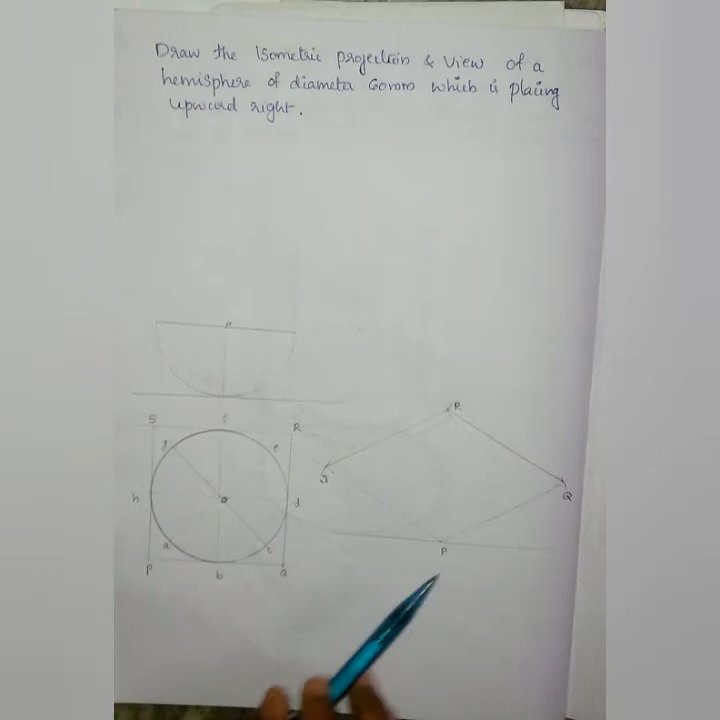 Draw the Isometric projection & View of a
hemisphere of diameter 60mm which is placing
upward right.
o
S
f
R
g
e
h
o
d
a
c
P
b
Q
R
S
Q
P